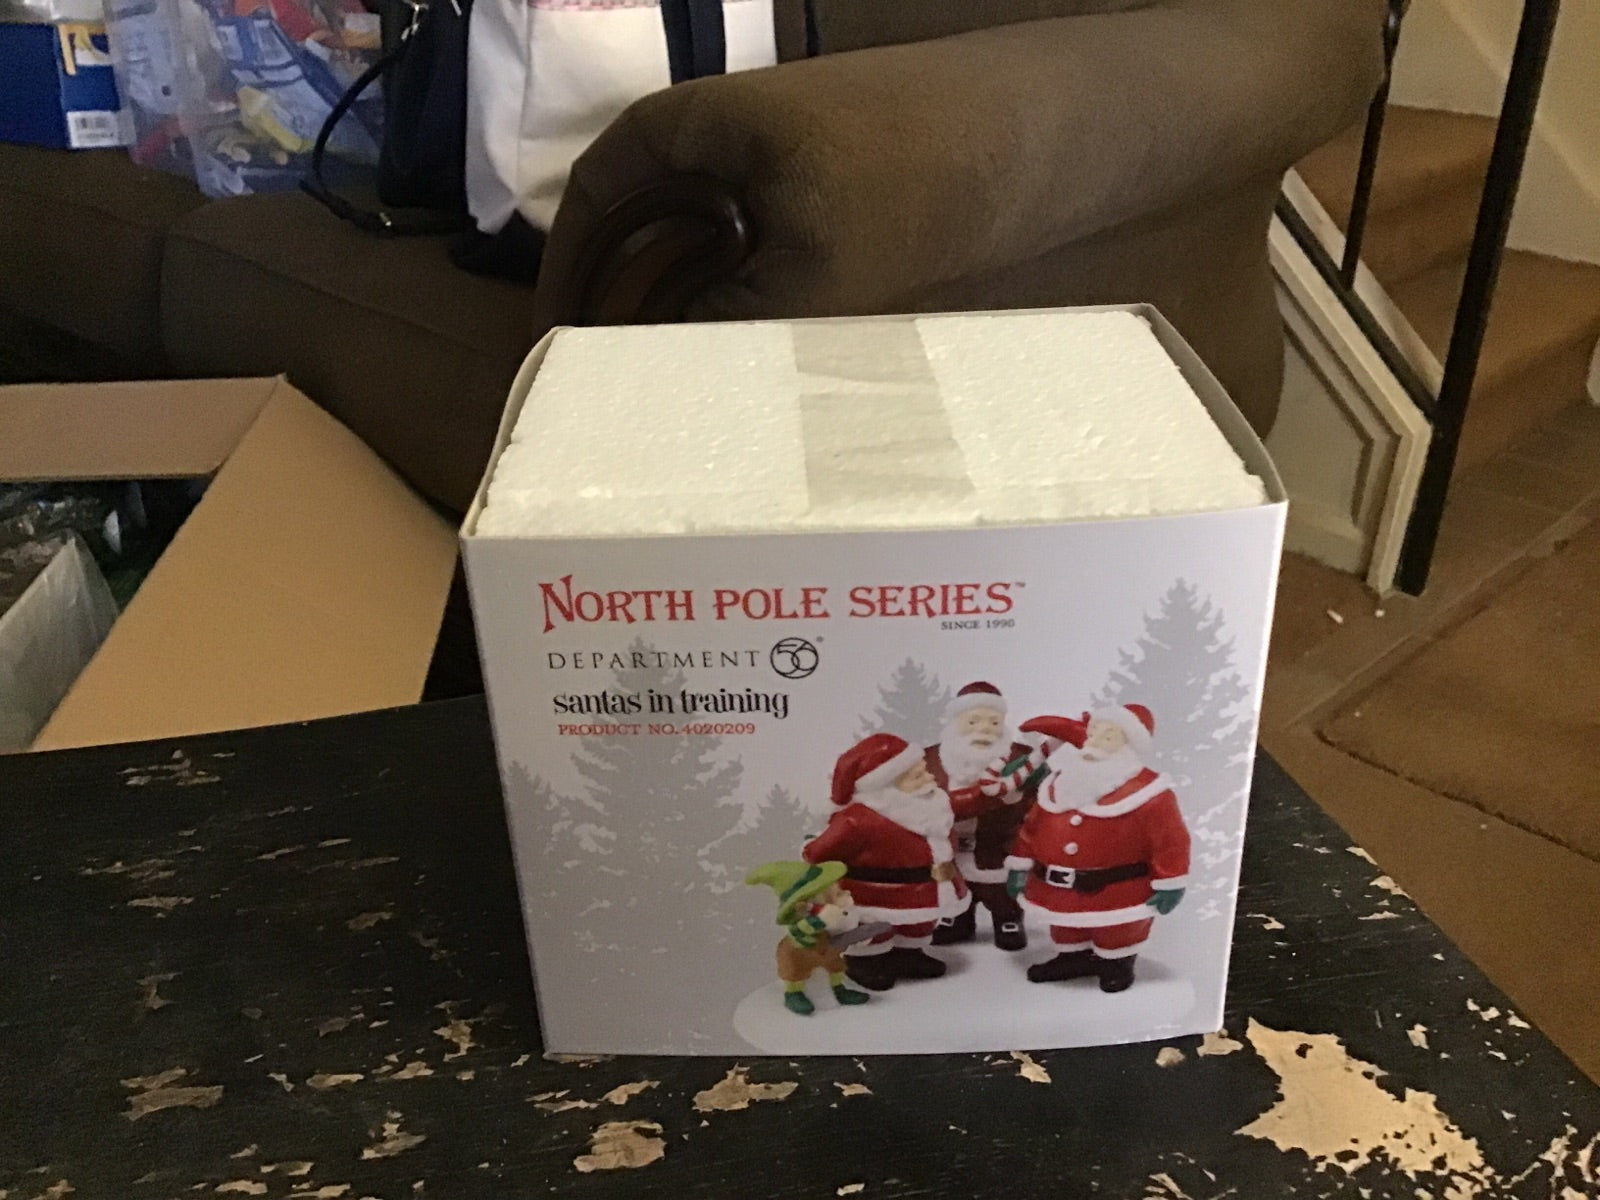 NORTH POLE SERIES™
SINCE 1990
DEPARTMENT 56®
santas in training
PRODUCT NO. 4020209